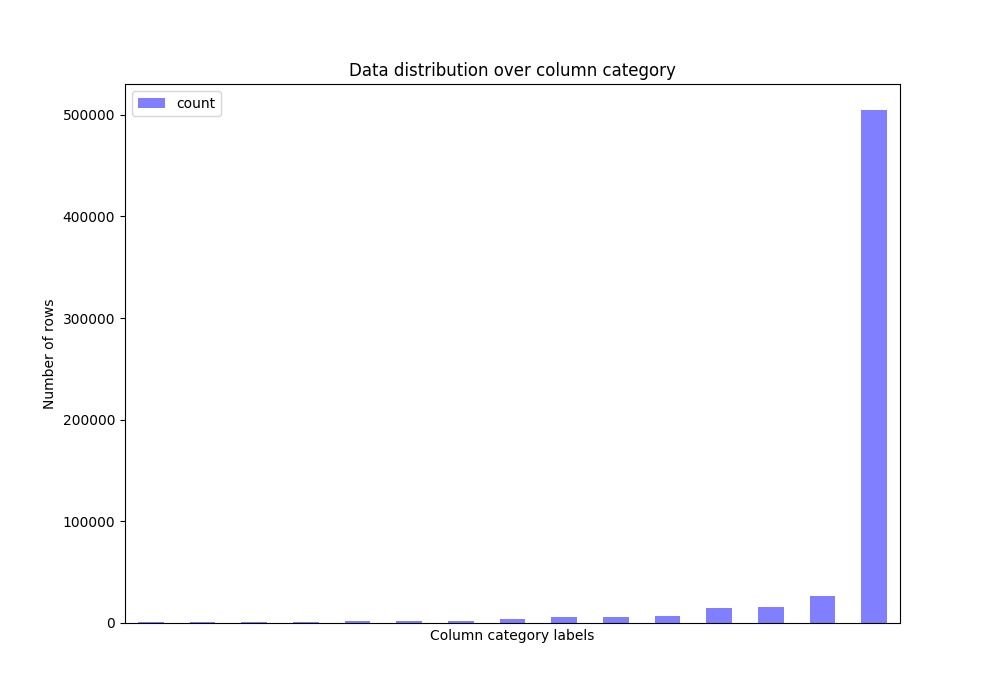 Data distribution over column category
count
500000
400000
300000
200000
100000
0
Number of rows
Column category labels